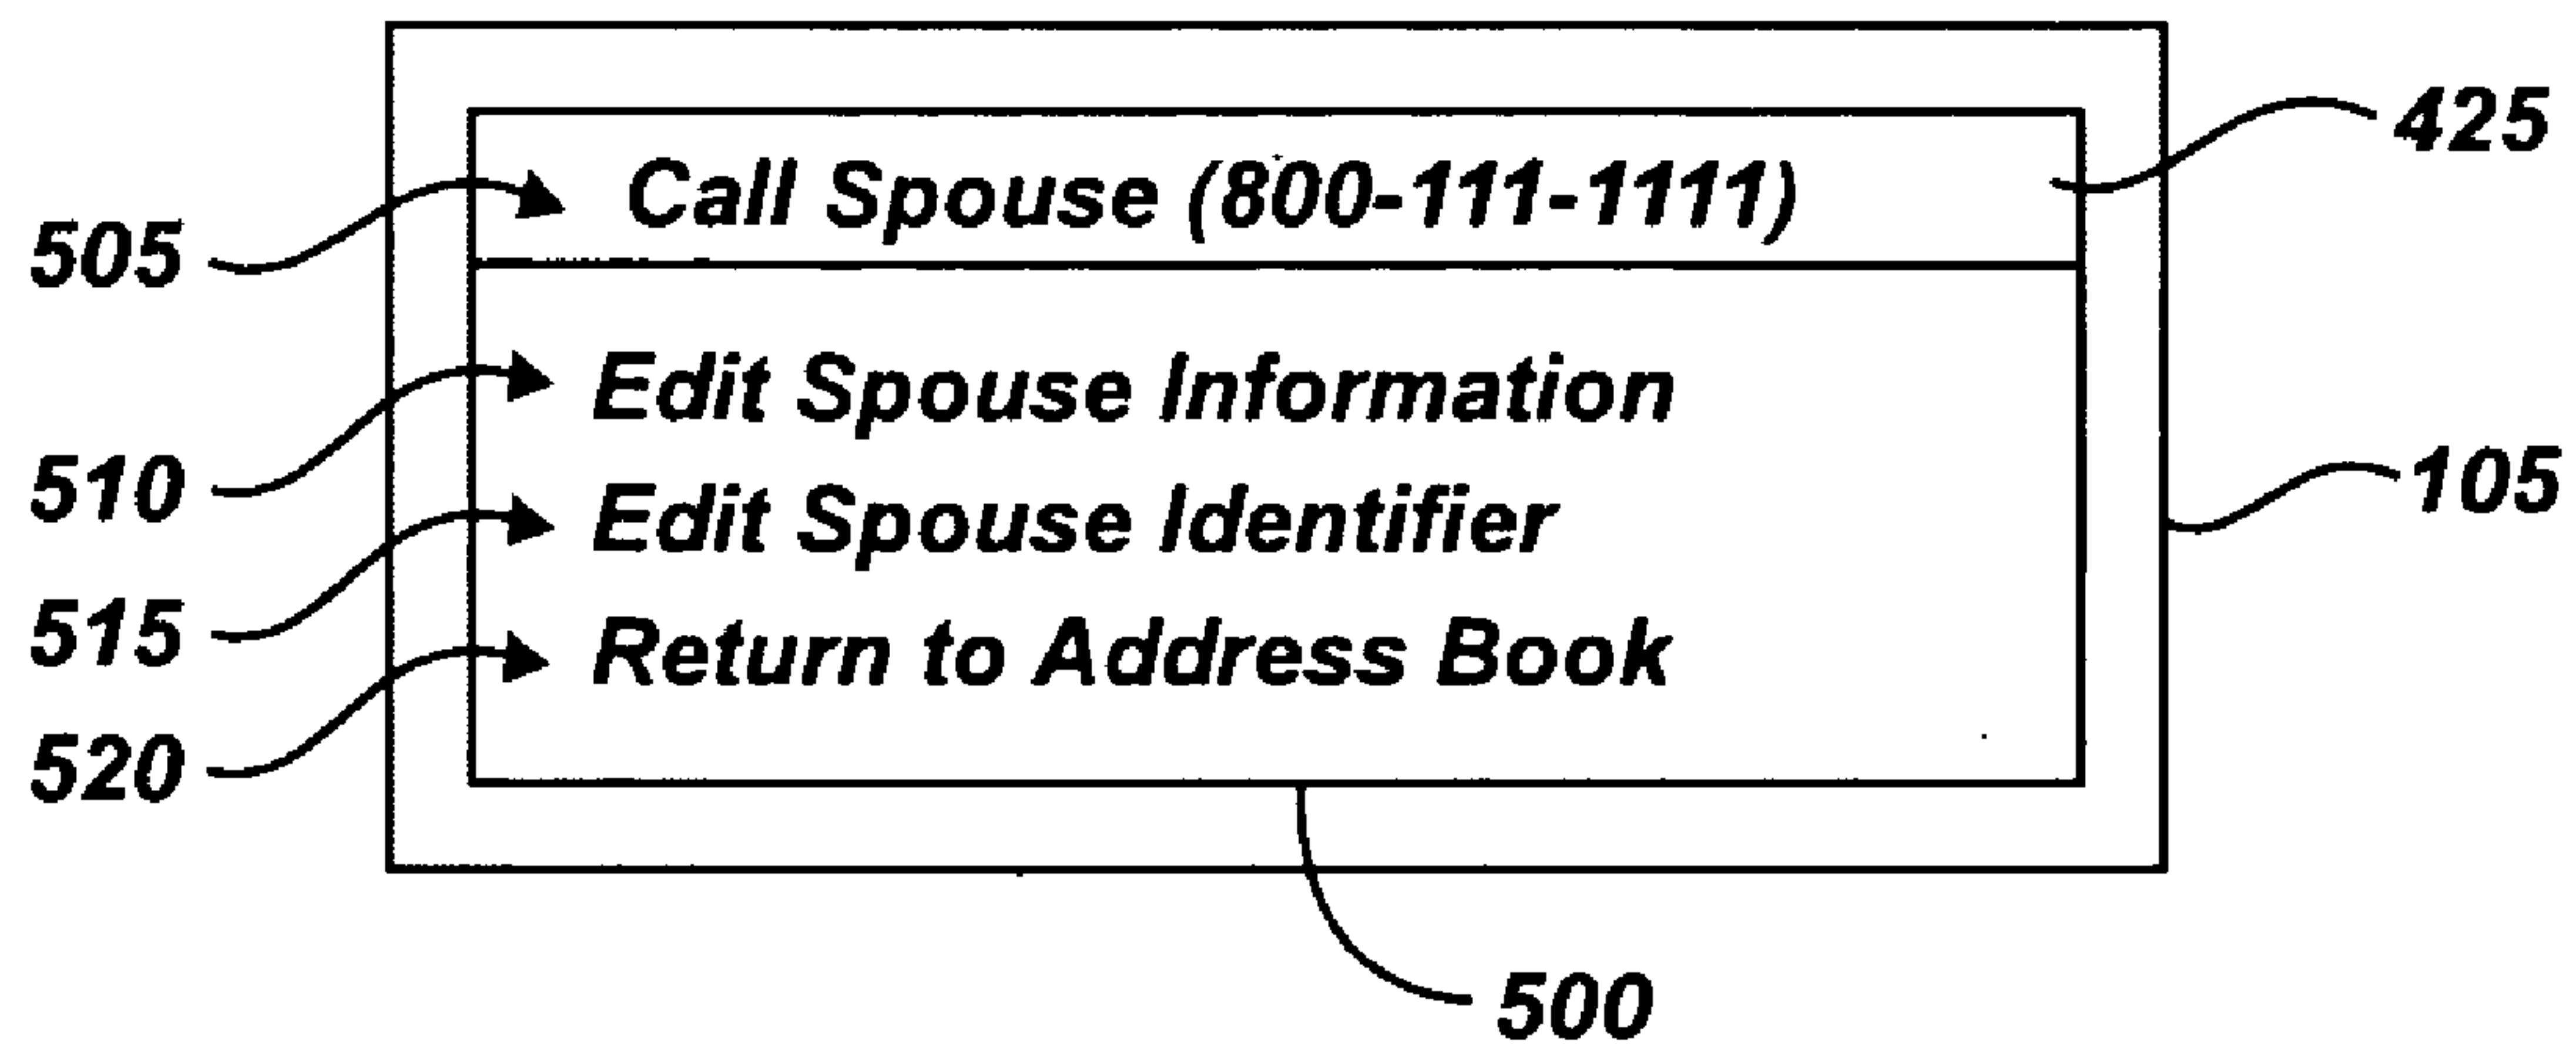 425
505
Call Spouse (800-111-1111)
510
Edit Spouse Information
105
515
Edit Spouse Identifier
520
Return to Address Book
500